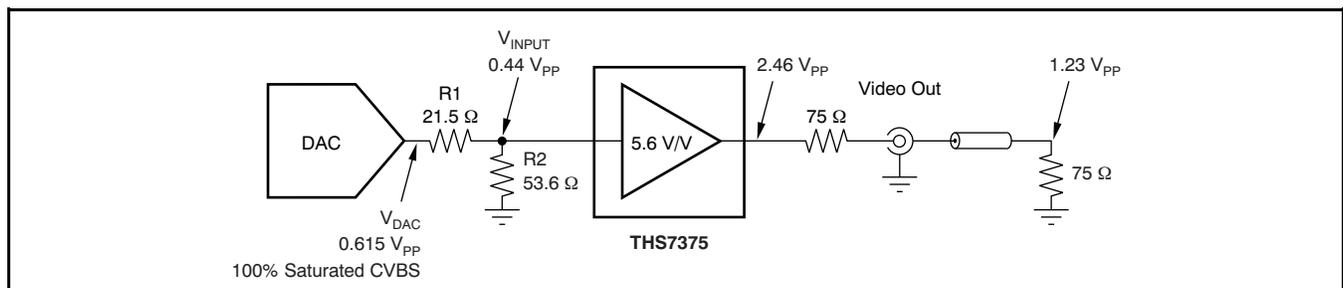 V_INPUT
0.44 V_PP
2.46 V_PP
1.23 V_PP
R1
21.5 Ω
Video Out
75 Ω
DAC
5.6 V/V
R2
53.6 Ω
75 Ω
V_DAC
0.615 V_PP
100% Saturated CVBS
THS7375